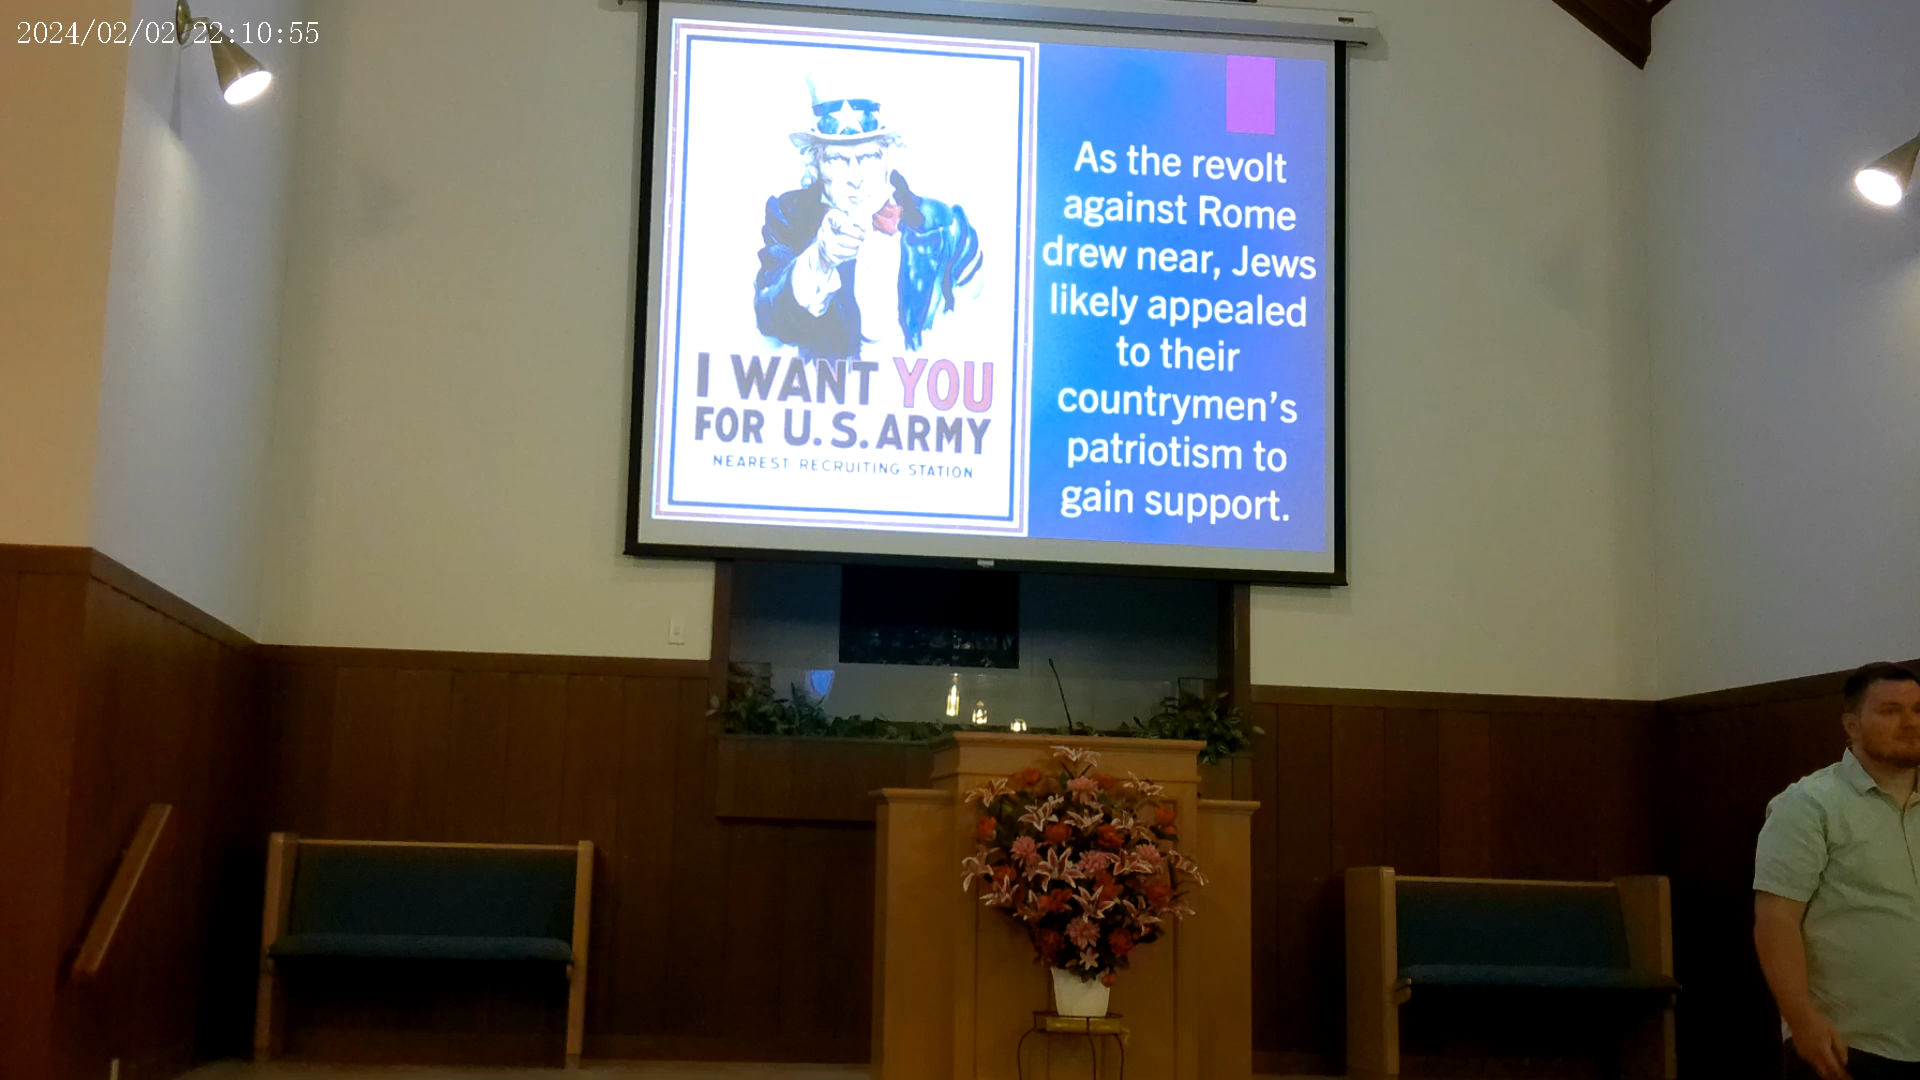 2024/02/02 22:10:55
I WANT YOU
FOR U.S. ARMY
NEAREST RECRUITING STATION
As the revolt
against Rome
drew near, Jews
likely appealed
to their
countrymen’s
patriotism to
gain support.